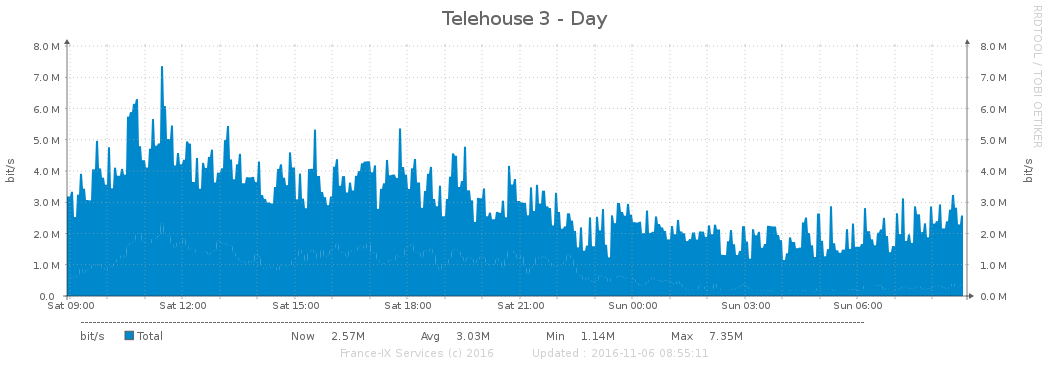 Telehouse 3 - Day
RRDTOOL / TOBI OETIKER
bit/s
8.0 M
7.0 M
6.0 M
5.0 M
4.0 M
3.0 M
2.0 M
1.0 M
0.0
8.0 M
7.0 M
6.0 M
5.0 M
4.0 M
3.0 M
2.0 M
1.0 M
0.0 M
bit/s
Sat 09:00 Sat 12:00 Sat 15:00 Sat 18:00 Sat 21:00 Sun 00:00 Sun 03:00 Sun 06:00
bit/s Total Now 2.57M Avg 3.03M Min 1.14M Max 7.35M
France-IX Services (c) 2016 Updated : 2016-11-06 08:55:11